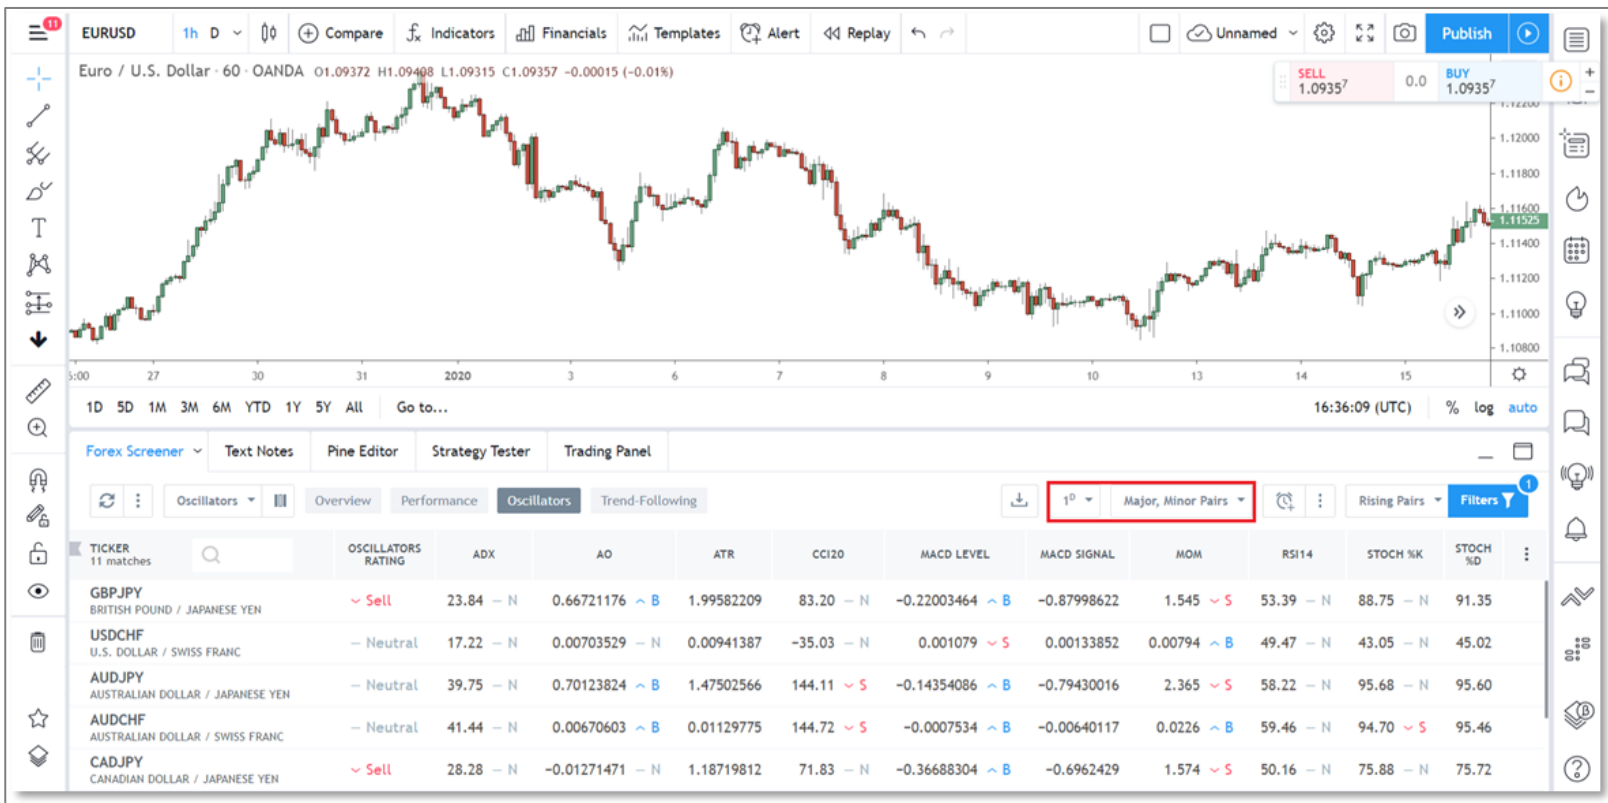 11
EURUSD 1h D Compare Indicators Financials Templates Alert Replay Unnamed Publish
Euro / U.S. Dollar · 60 · OANDA O1.09372 H1.09408 L1.09315 C1.09357 −0.00015 (−0.01%)
SELL 1.09357 0.0 BUY 1.09357
1.12200
1.12000
1.11800
1.11600
1.11525
1.11400
1.11200
1.11000
1.10800
27 30 31 2020 3 6 7 8 9 10 13 14 15
1D 5D 1M 3M 6M YTD 1Y 5Y All Go to... 16:36:09 (UTC) % log auto
Forex Screener Text Notes Pine Editor Strategy Tester Trading Panel
Oscillators Overview Performance Oscillators Trend-Following 1D Major, Minor Pairs Rising Pairs Filters 1
TICKER OSCILLATORS RATING ADX AO ATR CCI20 MACD LEVEL MACD SIGNAL MOM RSI14 STOCH %K STOCH %D
11 matches
GBPJPY Sell 23.84 — N 0.66721176 B 1.99582209 83.20 — N −0.22003464 B −0.87998622 1.545 S 53.39 — N 88.75 — N 91.35
BRITISH POUND / JAPANESE YEN
USDCHF — Neutral 17.22 — N 0.00703529 — N 0.00941387 −35.03 — N 0.001079 S 0.00133852 0.00794 B 49.47 — N 43.05 — N 45.02
U.S. DOLLAR / SWISS FRANC
AUDJPY — Neutral 39.75 — N 0.70123824 B 1.47502566 144.11 S −0.14354086 B −0.79430016 2.365 S 58.22 — N 95.68 — N 95.60
AUSTRALIAN DOLLAR / JAPANESE YEN
AUDCHF — Neutral 41.44 — N 0.00670603 B 0.01129775 144.72 S −0.0007534 B −0.00640117 0.0226 B 59.46 — N 94.70 S 95.46
AUSTRALIAN DOLLAR / SWISS FRANC
CADJPY Sell 28.28 — N −0.01271471 — N 1.18719812 71.83 — N −0.36688304 B −0.6962429 1.574 S 50.16 — N 75.88 — N 75.72
CANADIAN DOLLAR / JAPANESE YEN